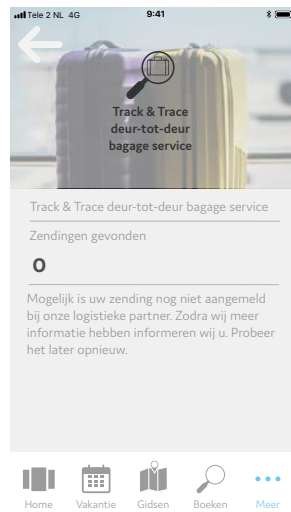 Tele 2 NL 4G 9:41
Track & Trace
deur-tot-deur
bagage service
Track & Trace deur-tot-deur bagage service
Zendingen gevonden
0
Mogelijk is uw zending nog niet aangemeld
bij onze logistieke partner. Zodra wij meer
informatie hebben informeren wij u. Probeer
het later opnieuw.
Home Vakantie Gidsen Boeken Meer